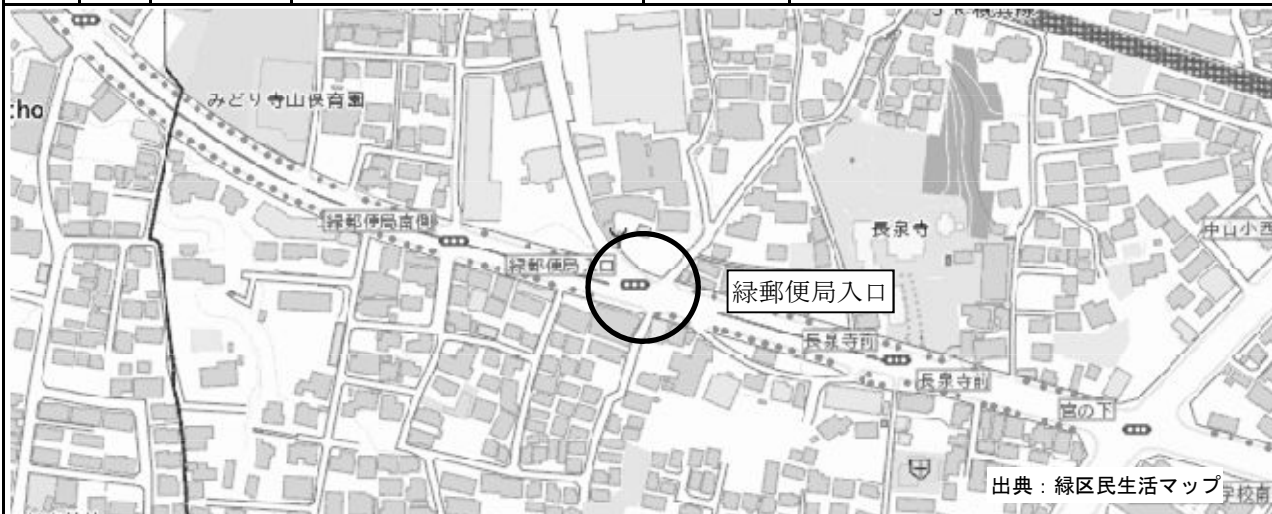 みどり寺山保育園
緑郵便局南側
緑郵便局入口
緑郵便局入口
長泉寺
中山小西
長泉寺前
長泉寺前
宮の下
出典：緑区民生活マップ